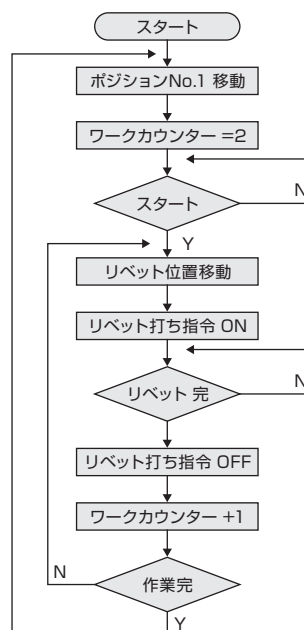 スタート
ポジションNo.1 移動
ワークカウンター =2
スタート
N
Y
リベット位置移動
リベット打ち指令 ON
リベット 完
N
リベット打ち指令 OFF
ワークカウンター +1
作業完
N
Y